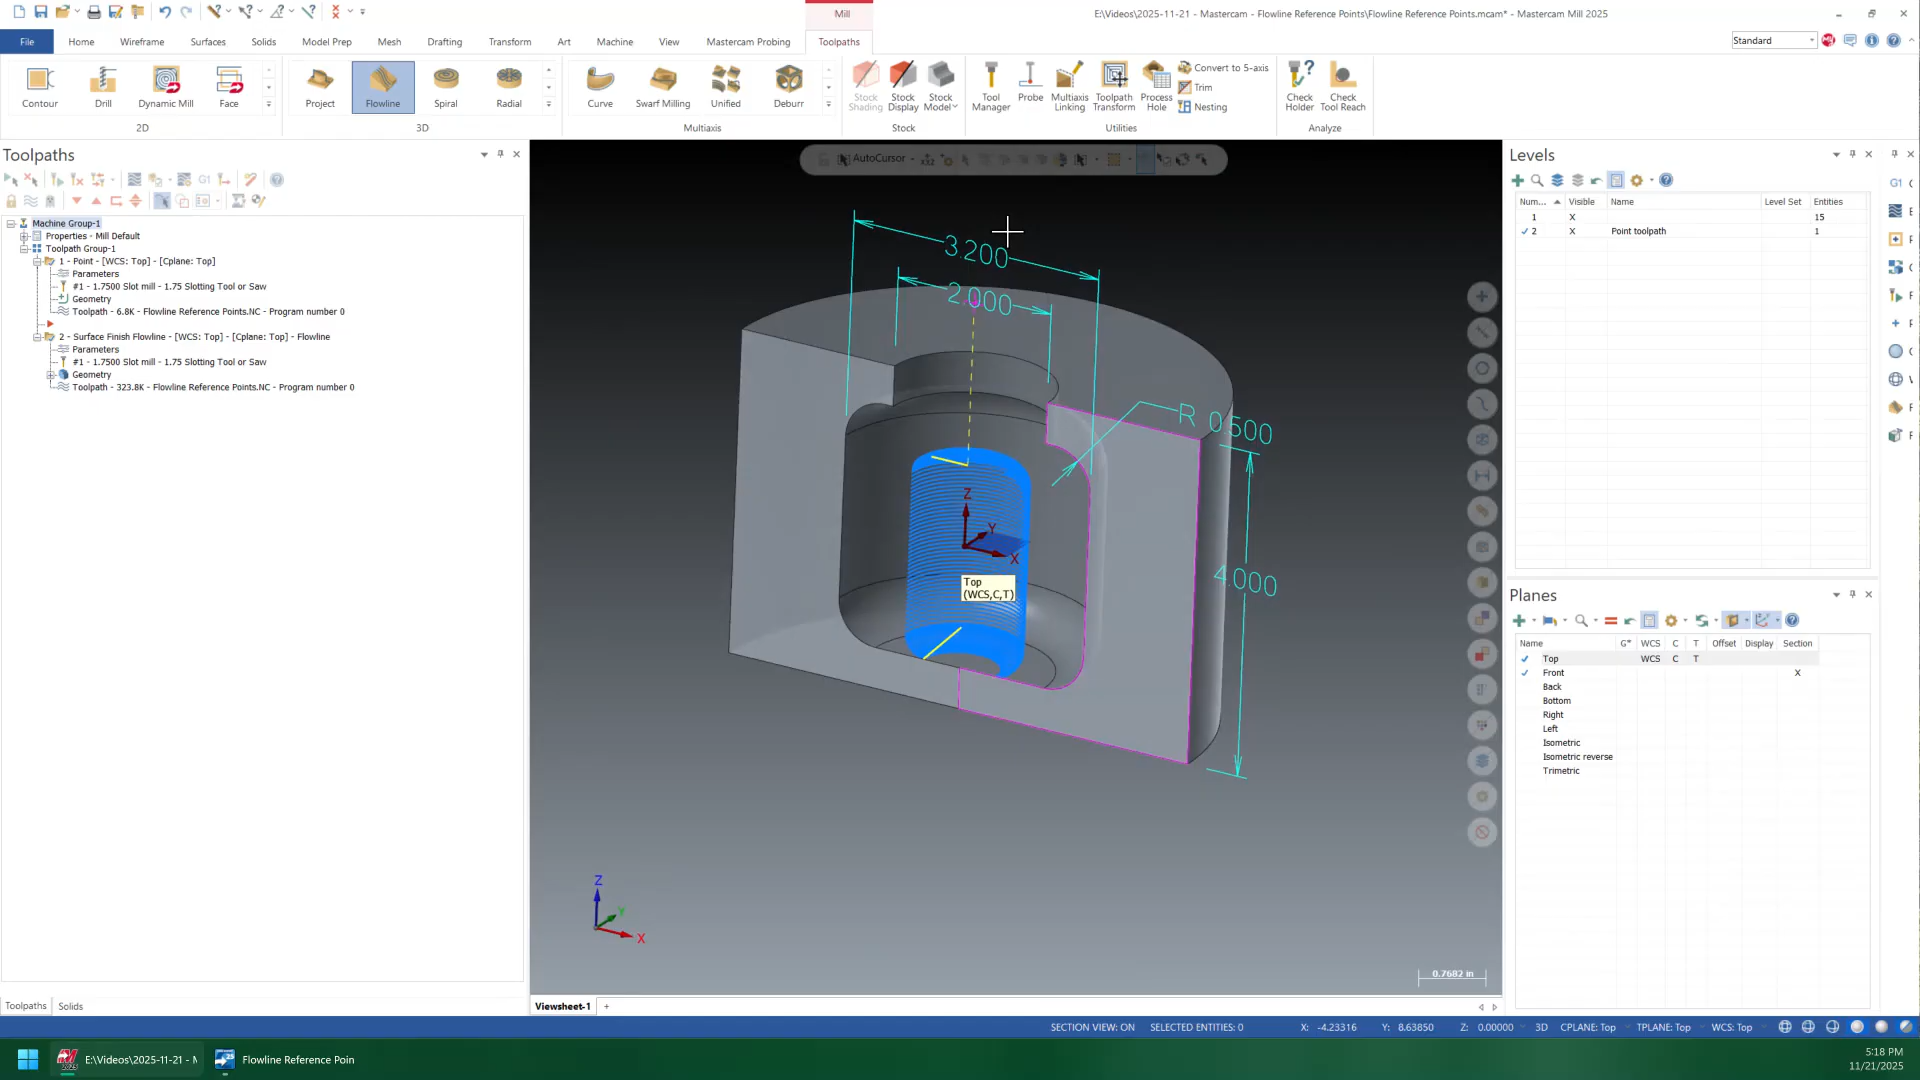 Mill
E:\Videos\2025-11-21 - Mastercam - Flowline Reference Points\Flowline Reference Points.mcam* - Mastercam Mill 2025
File Home Wireframe Surfaces Solids Model Prep Mesh Drafting Transform Art Machine View Mastercam Probing Toolpaths
Standard
Contour Drill Dynamic Mill Face
2D
Project Flowline Spiral Radial
3D
Curve Swarf Milling Unified Deburr
Multiaxis
Stock Shading Stock Display Stock Model
Stock
Tool Manager Probe Multiaxis Linking Toolpath Transform Process Hole
Convert to 5-axis
Trim
Nesting
Utilities
Check Holder Check Tool Reach
Analyze
Toolpaths
G1
Machine Group-1
Properties - Mill Default
Toolpath Group-1
1 - Point - [WCS: Top] - [Cplane: Top]
Parameters
#1 - 1.7500 Slot mill - 1.75 Slotting Tool or Saw
Geometry
Toolpath - 6.8K - Flowline Reference Points.NC - Program number 0
2 - Surface Finish Flowline - [WCS: Top] - [Cplane: Top] - Flowline
Parameters
#1 - 1.7500 Slot mill - 1.75 Slotting Tool or Saw
Geometry
Toolpath - 323.8K - Flowline Reference Points.NC - Program number 0
Toolpaths Solids
AutoCursor
3.200
2.000
R 0.500
4.000
Z
Y
X
Top
(WCS,C,T)
Z
Y
X
0.7682 in
Viewsheet-1 +
Levels
Num... Visible Name Level Set Entities
1 X 15
2 X Point toolpath 1
Planes
Name G* WCS C T Offset Display Section
Top WCS C T
Front X
Back
Bottom
Right
Left
Isometric
Isometric reverse
Trimetric
G1
SECTION VIEW: ON SELECTED ENTITIES: 0 X: -4.23316 Y: 8.63850 Z: 0.00000 3D CPLANE: Top TPLANE: Top WCS: Top
E:\Videos\2025-11-21 - M
Flowline Reference Poin
5:18 PM
11/21/2025